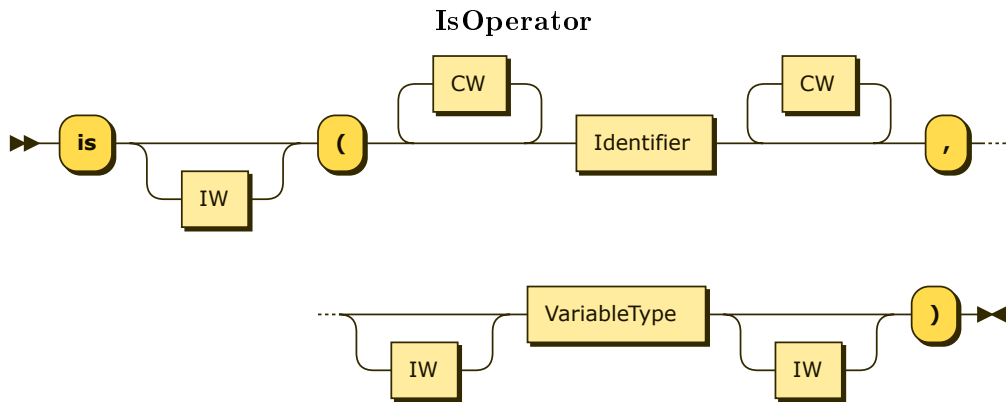 IsOperator
CW CW
is ( Identifier ,
IW
VariableType )
IW IW